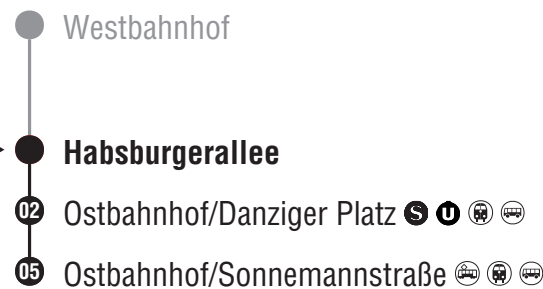 Westbahnhof
Habsburgerallee
02 Ostbahnhof/Danziger Platz S U
05 Ostbahnhof/Sonnemannstraße